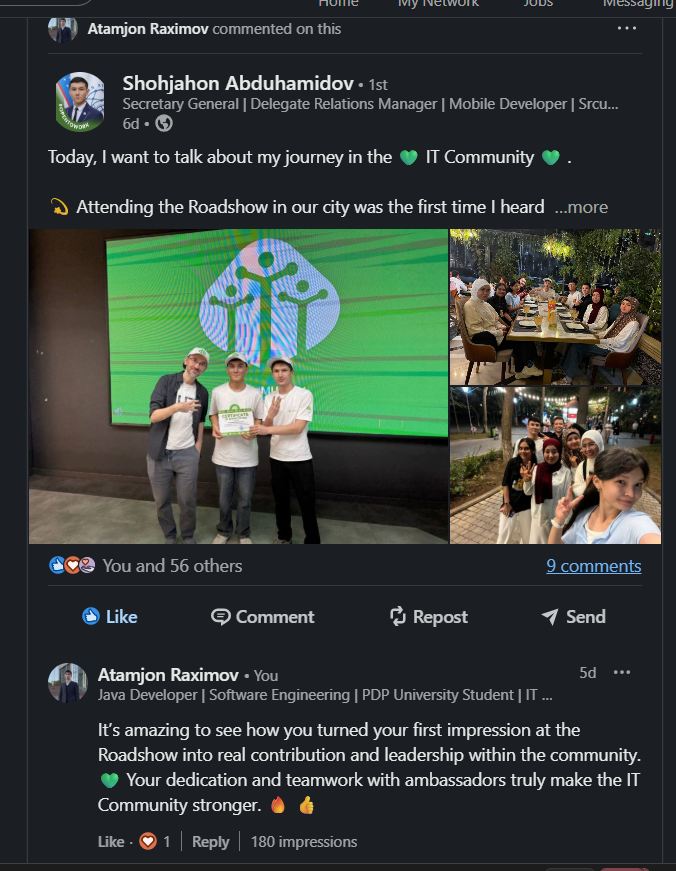 Home My Network Jobs Messaging
Atamjon Raximov commented on this
Shohjahon Abduhamidov • 1st
Secretary General | Delegate Relations Manager | Mobile Developer | Srcu...
6d •
Today, I want to talk about my journey in the 💚 IT Community 💚 .
💫 Attending the Roadshow in our city was the first time I heard ...more
CERTIFICATE
You and 56 others
9 comments
Like Comment Repost Send
Atamjon Raximov • You
5d
Java Developer | Software Engineering | PDP University Student | IT ...
It's amazing to see how you turned your first impression at the
Roadshow into real contribution and leadership within the community.
💚 Your dedication and teamwork with ambassadors truly make the IT
Community stronger. 🔥 👍
Like · 1 | Reply | 180 impressions